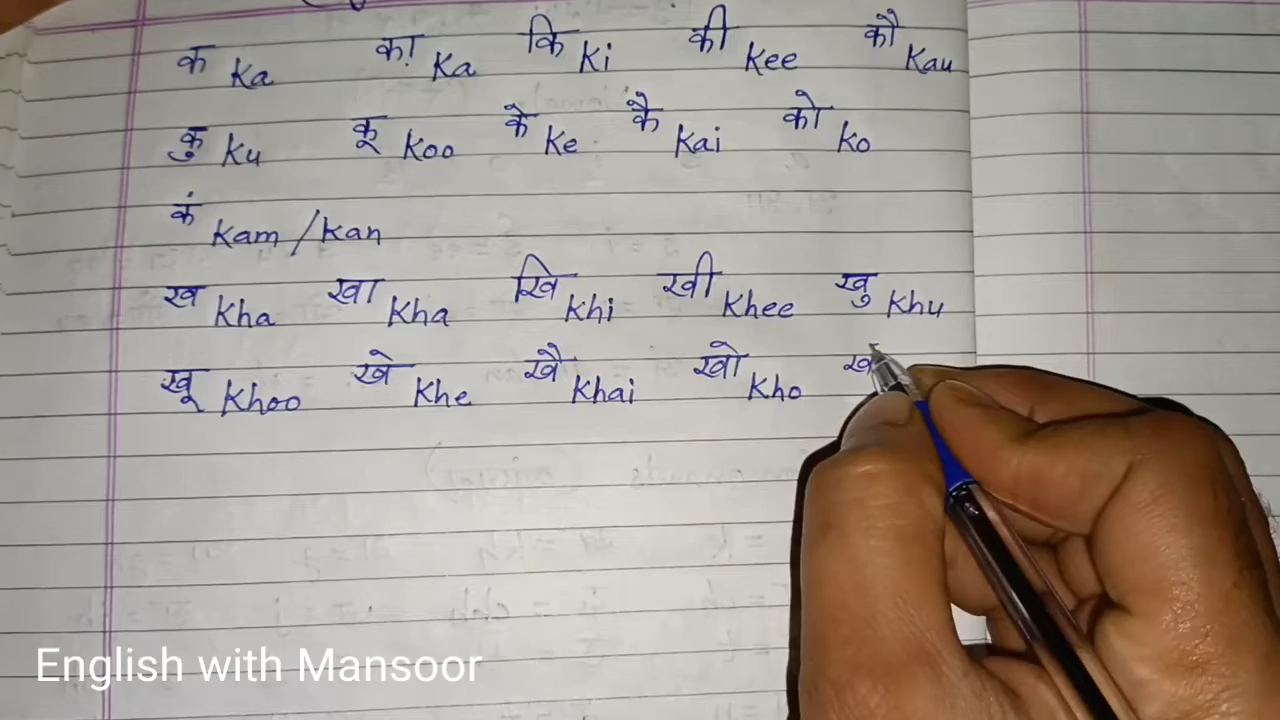 क Ka का Ka कि Ki की Kee कौ Kau
कु Ku कू Koo के Ke कै Kai को Ko
कं Kam / Kan
ख Kha खा Kha खि Khi खी Khee खु Khu
खू Khoo खे Khe खै Khai खो Kho ख
English with Mansoor